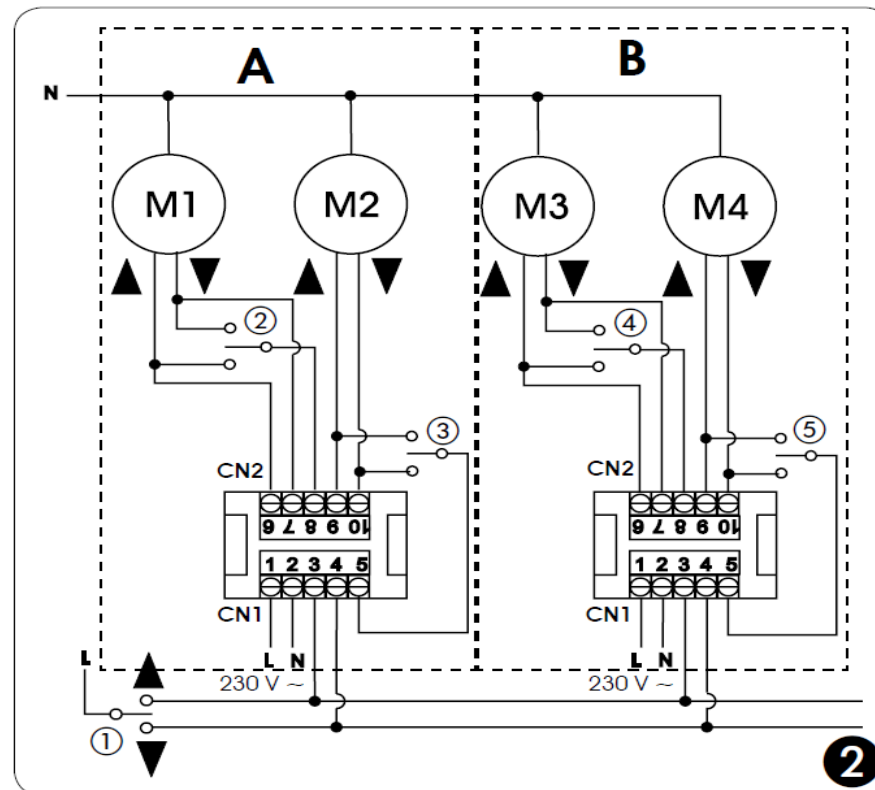 A B
N
M1 M2 M3 M4
② ④
③ ⑤
CN2 CN2
6 7 8 9 10 6 7 8 9 10
1 2 3 4 5 1 2 3 4 5
CN1 CN1
L L N L N
230 V ~ 230 V ~
①
2